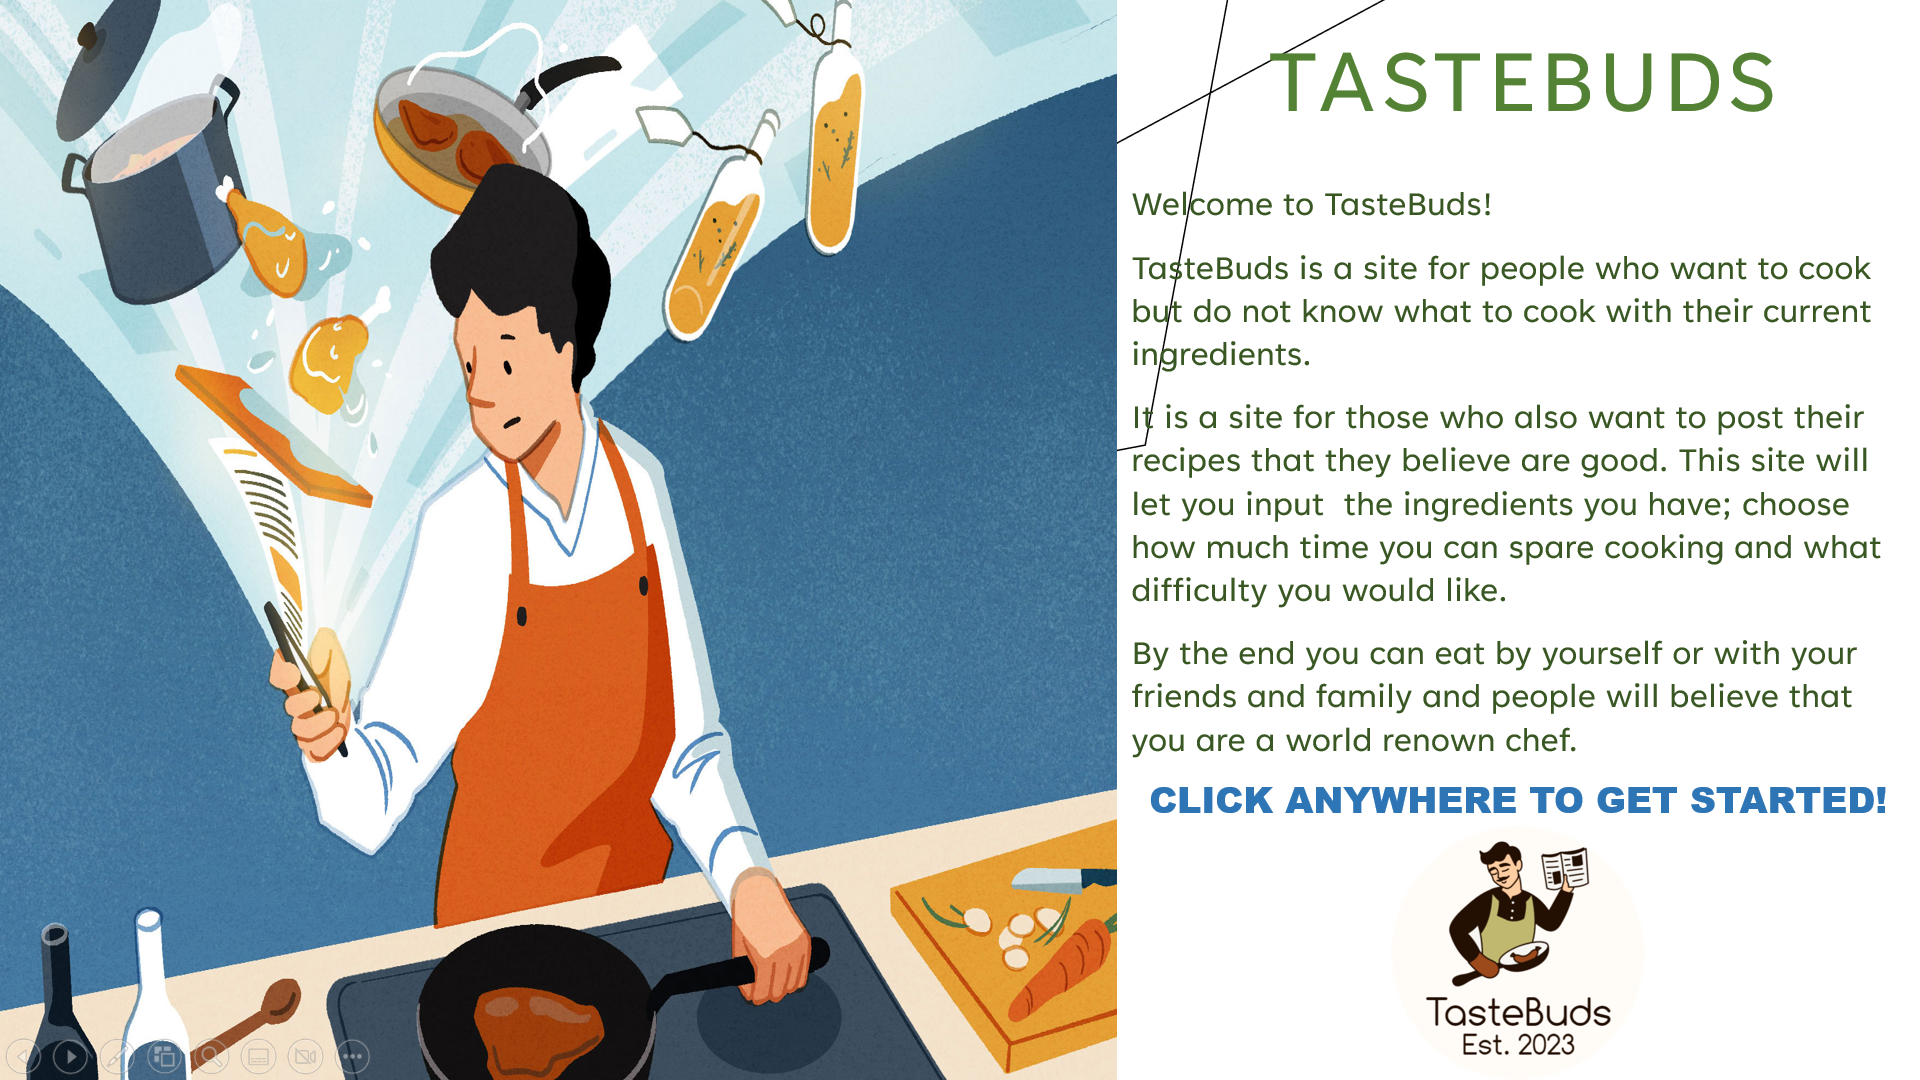 TASTEBUDS
Welcome to TasteBuds!
TasteBuds is a site for people who want to cook
but do not know what to cook with their current
ingredients.
It is a site for those who also want to post their
recipes that they believe are good. This site will
let you input  the ingredients you have; choose
how much time you can spare cooking and what
difficulty you would like.
By the end you can eat by yourself or with your
friends and family and people will believe that
you are a world renown chef.
CLICK ANYWHERE TO GET STARTED!
TasteBuds
Est. 2023